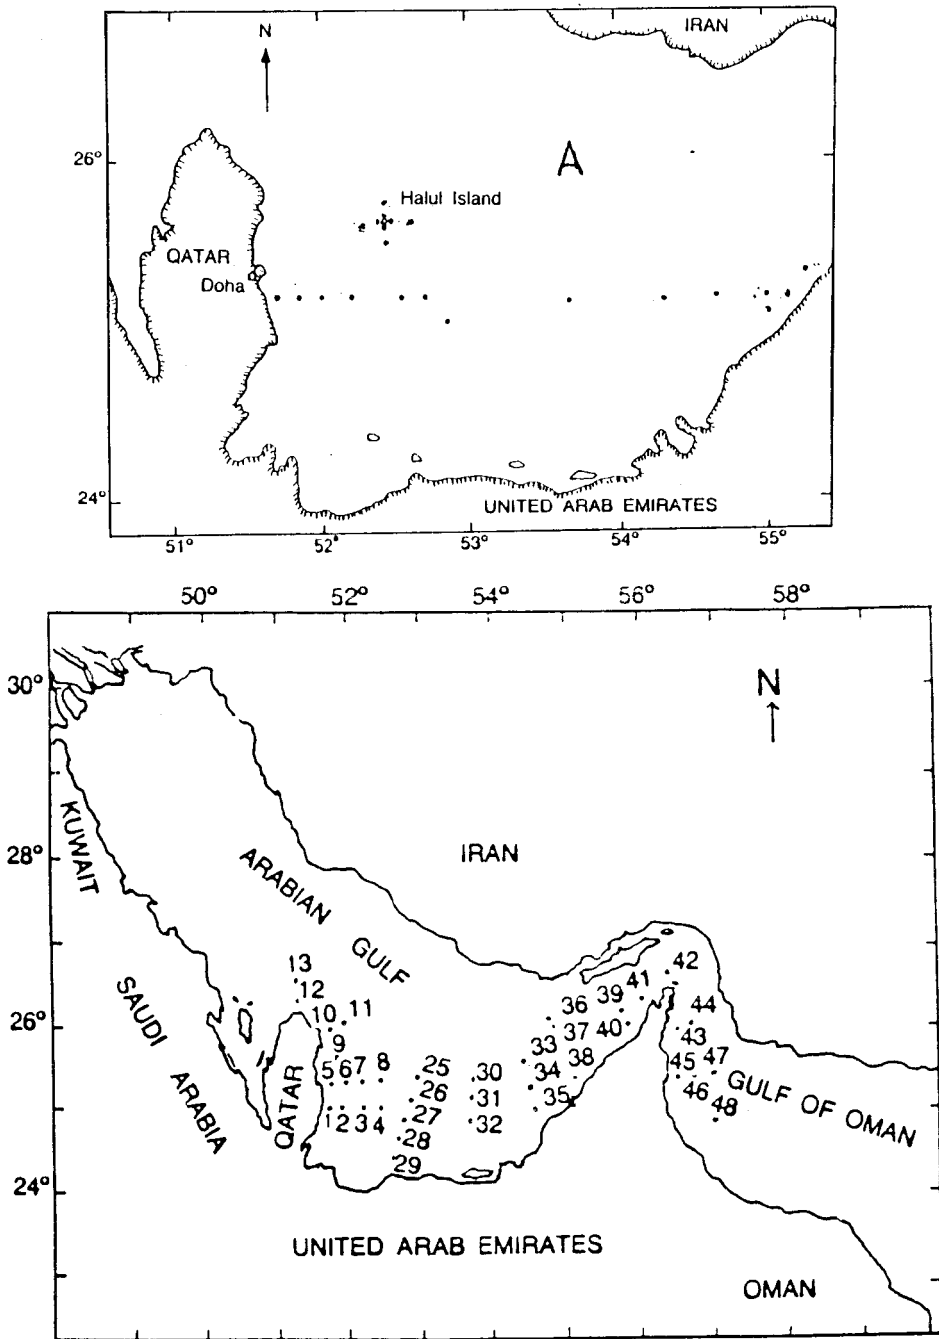 N
IRAN
26°
A
Halul Island
QATAR
Doha
24°
UNITED ARAB EMIRATES
51° 52° 53° 54° 55°
50° 52° 54° 56° 58°
30°
N
KUWAIT
28°
IRAN
ARABIAN GULF
13
42
12
41
SAUDI ARABIA
10 11
36 39
44
26°
37 40
43
9
33
5 6 7 8 25 30 34 38
45 47
26
46
31 35
48
GULF OF OMAN
QATAR
1 2 3 4 27 32
28
29
24°
UNITED ARAB EMIRATES
OMAN